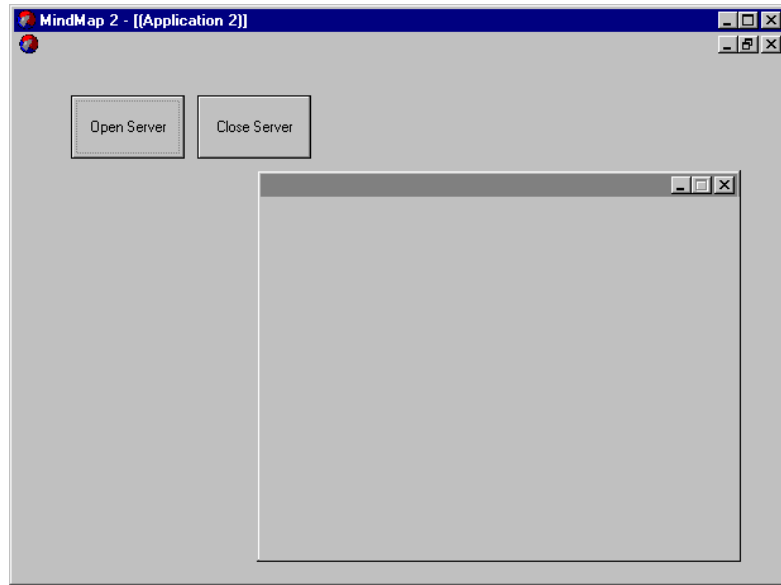 MindMap 2 - [(Application 2)]
Open Server
Close Server